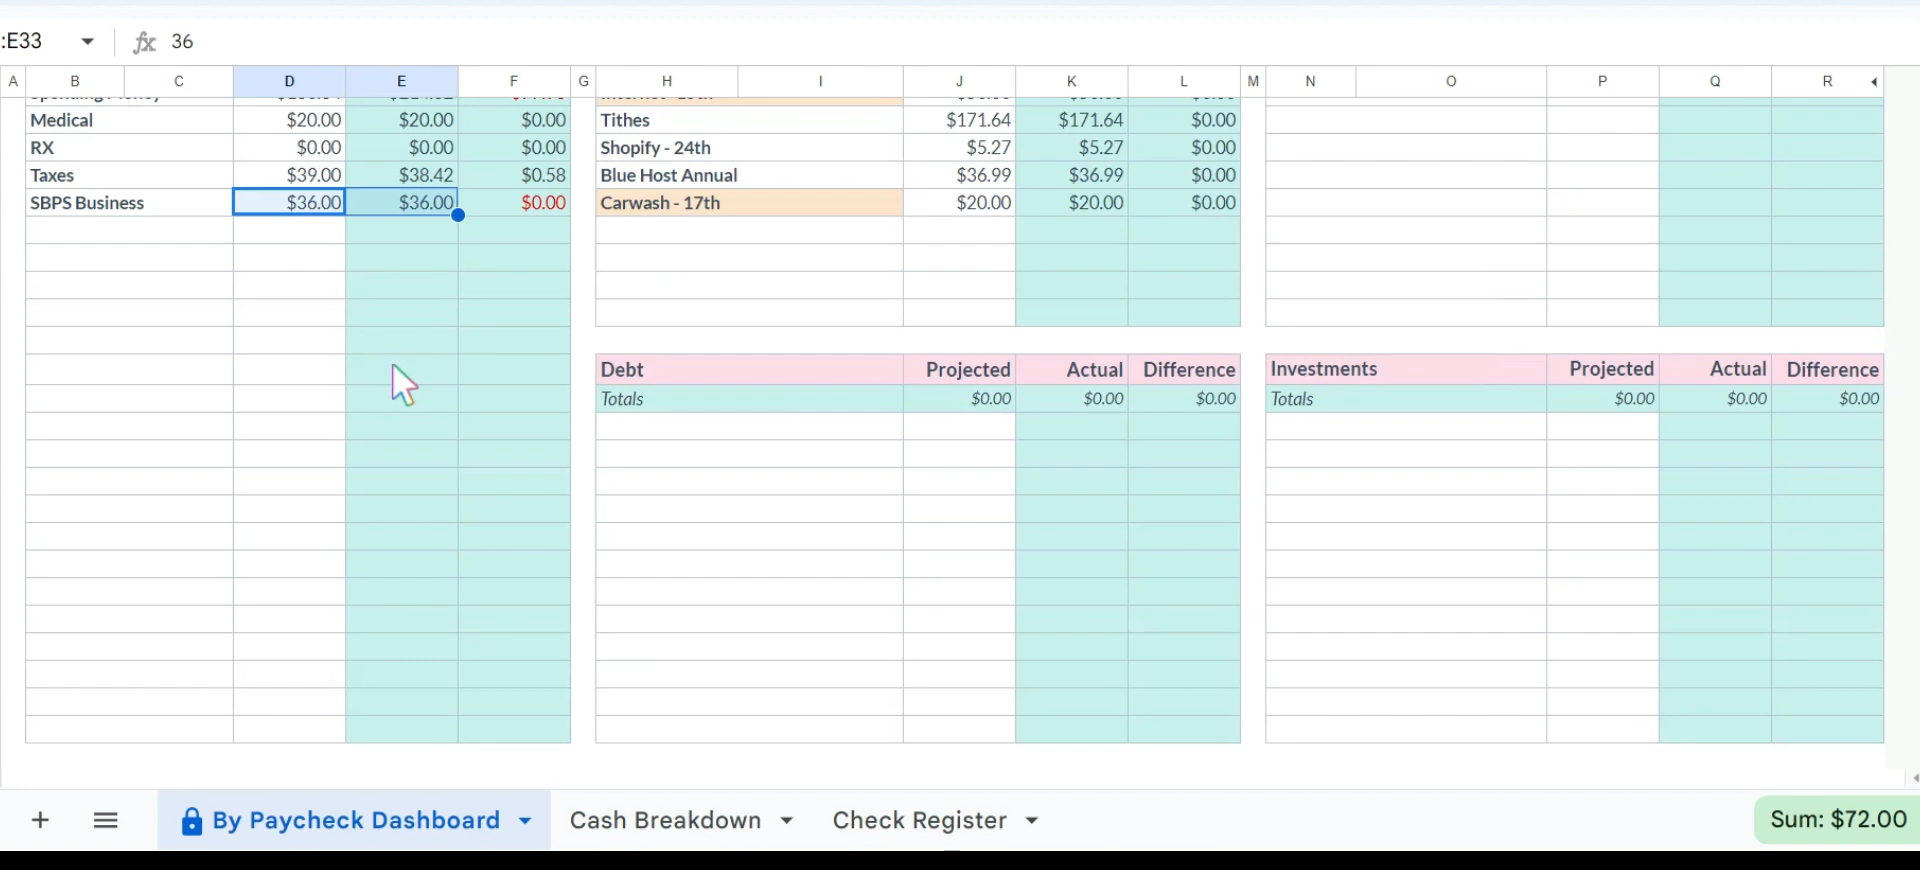 :E33 fx 36
A B C D E F G H I J K L M N O P Q R
Medical $20.00 $20.00 $0.00 Tithes $171.64 $171.64 $0.00
RX $0.00 $0.00 $0.00 Shopify - 24th $5.27 $5.27 $0.00
Taxes $39.00 $38.42 $0.58 Blue Host Annual $36.99 $36.99 $0.00
SBPS Business $36.00 $36.00 $0.00 Carwash - 17th $20.00 $20.00 $0.00
Debt Projected Actual Difference Investments Projected Actual Difference
Totals $0.00 $0.00 $0.00 Totals $0.00 $0.00 $0.00
By Paycheck Dashboard Cash Breakdown Check Register Sum: $72.00